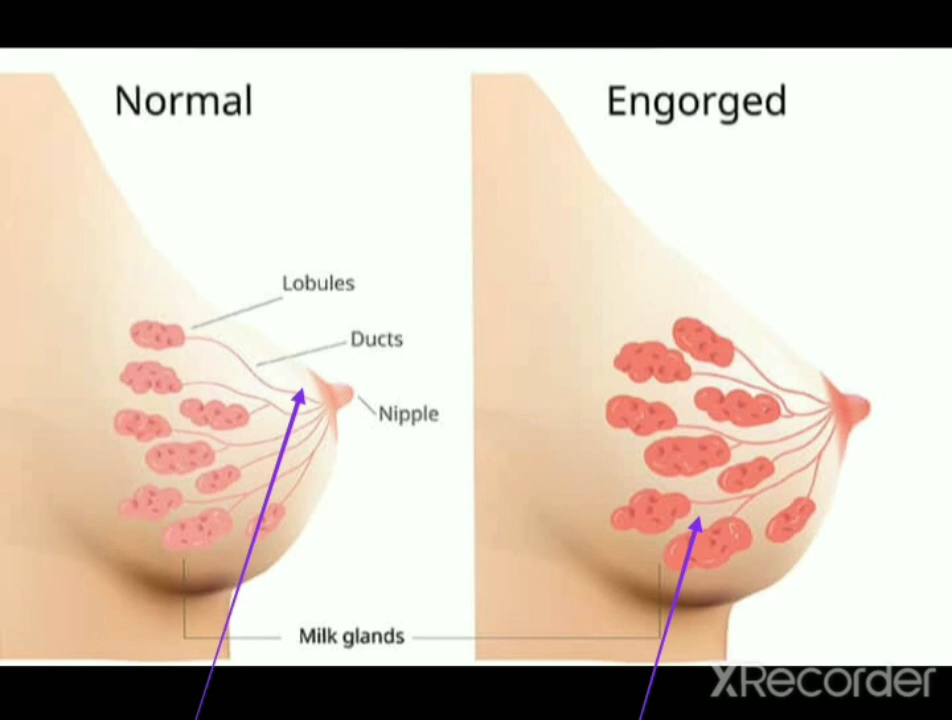 Normal
Engorged
Lobules
Ducts
Nipple
Milk glands
XRecorder